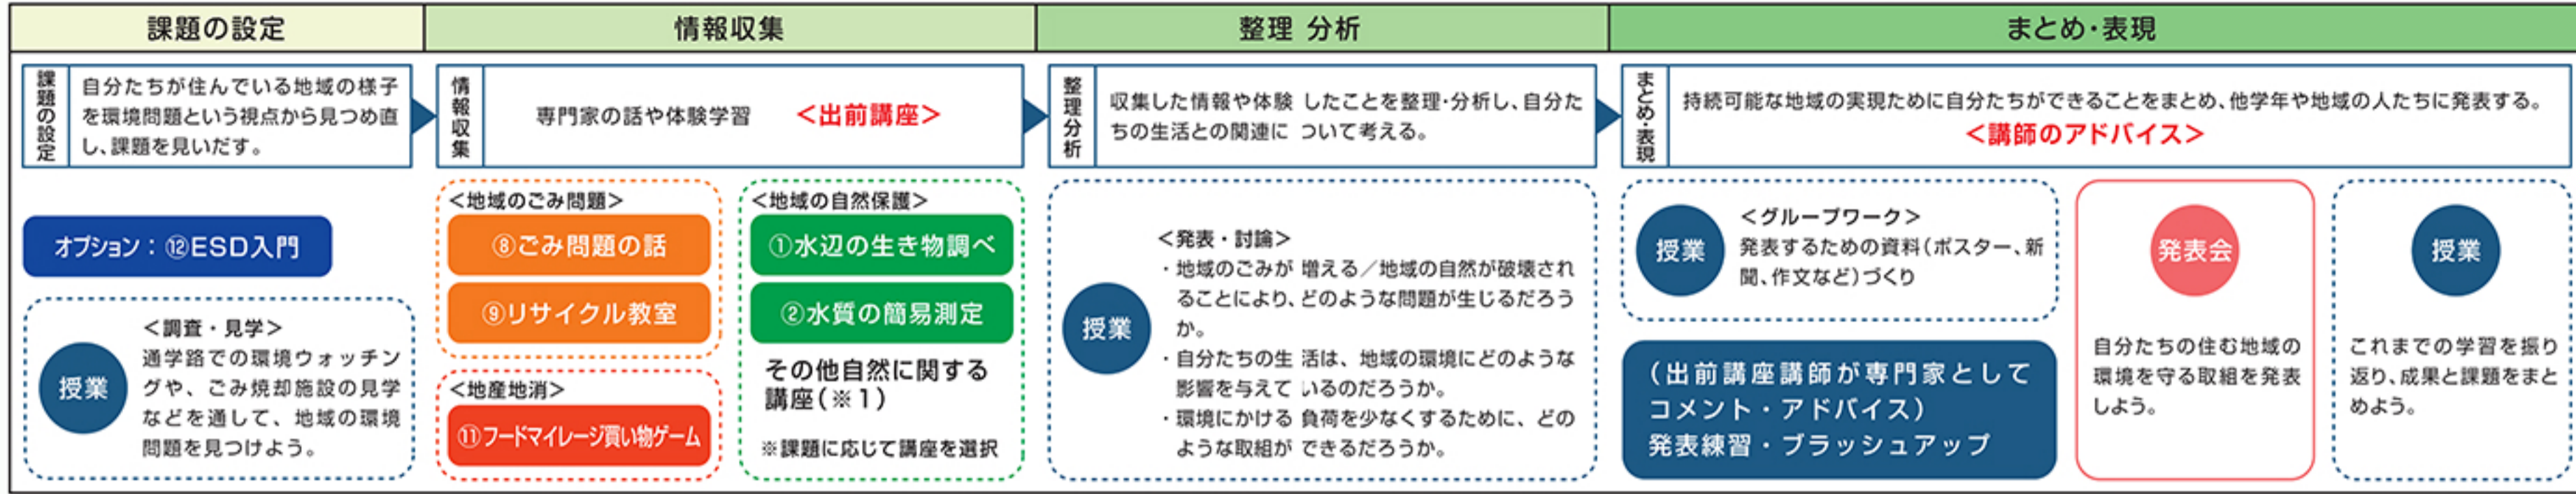 課題の設定
情報収集
整理 分析
まとめ・表現
課題の設定
自分たちが住んでいる地域の様子
を環境問題という視点から見つめ直
し、課題を見いだす。
情報収集
専門家の話や体験学習 <出前講座>
整理分析
収集した情報や体験 したことを整理・分析し、自分た
ちの生活との関連に ついて考える。
まとめ・表現
持続可能な地域の実現ために自分たちができることをまとめ、他学年や地域の人たちに発表する。
<講師のアドバイス>
オプション：⑫ESD入門
授業
<調査・見学>
通学路での環境ウォッチン
グや、ごみ焼却施設の見学
などを通して、地域の環境
問題を見つけよう。
<地域のごみ問題>
⑧ごみ問題の話
⑨リサイクル教室
<地産地消>
⑪フードマイレージ買い物ゲーム
<地域の自然保護>
①水辺の生き物調べ
②水質の簡易測定
その他自然に関する
講座(※1)
※課題に応じて講座を選択
授業
<発表・討論>
・地域のごみが 増える／地域の自然が破壊され
ることにより、どのような問題が生じるだろう
か。
・自分たちの生 活は、地域の環境にどのような
影響を与えて いるのだろうか。
・環境にかける 負荷を少なくするために、どの
ような取組が できるだろうか。
授業
<グループワーク>
発表するための資料(ポスター、新
聞、作文など)づくり
(出前講座講師が専門家として
コメント・アドバイス)
発表練習・ブラッシュアップ
発表会
自分たちの住む地域の
環境を守る取組を発表
しよう。
授業
これまでの学習を振り
返り、成果と課題をまと
めよう。